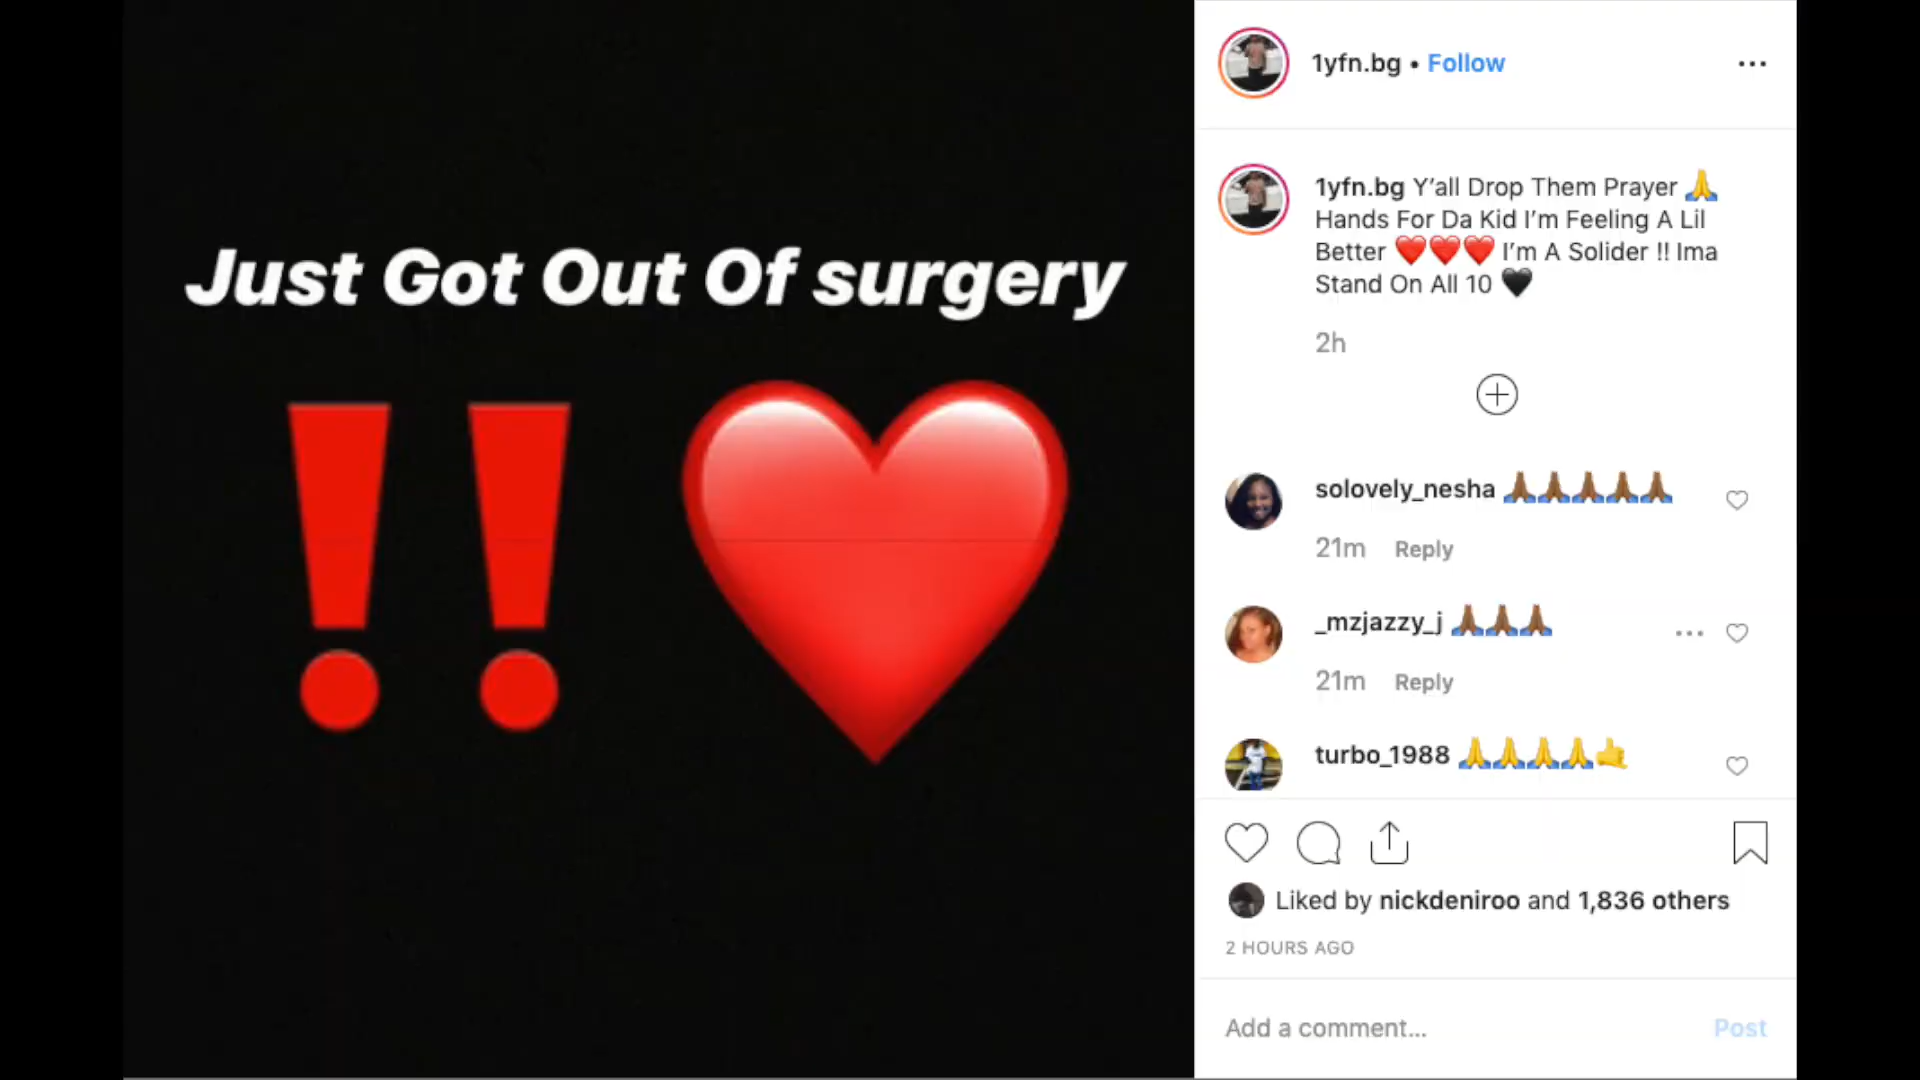 Just Got Out Of surgery
‼️ ❤️
1yfn.bg • Follow
1yfn.bg Y'all Drop Them Prayer 🙏
Hands For Da Kid I'm Feeling A Lil
Better ❤️❤️❤️ I'm A Solider !! Ima
Stand On All 10 🖤
2h
solovely_nesha 🙏🏾🙏🏾🙏🏾🙏🏾🙏🏾
21m Reply
_mzjazzy_j 🙏🏾🙏🏾🙏🏾
21m Reply
turbo_1988 🙏🙏🙏🙏🤙
Liked by nickdeniroo and 1,836 others
2 HOURS AGO
Add a comment... Post